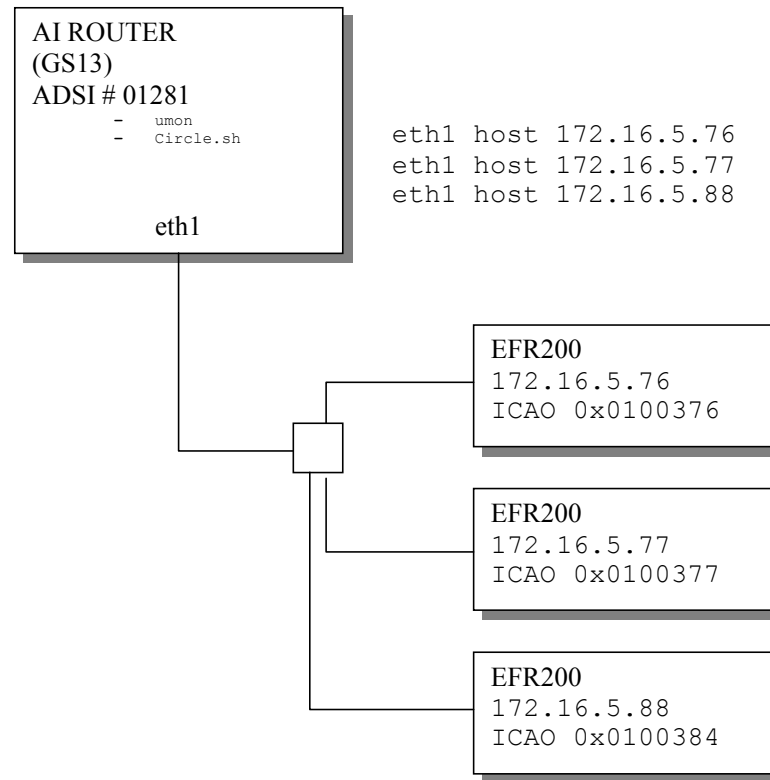 AI ROUTER
(GS13)
ADSI # 01281
- umon
- Circle.sh
eth1
eth1 host 172.16.5.76
eth1 host 172.16.5.77
eth1 host 172.16.5.88
EFR200
172.16.5.76
ICAO 0x0100376
EFR200
172.16.5.77
ICAO 0x0100377
EFR200
172.16.5.88
ICAO 0x0100384